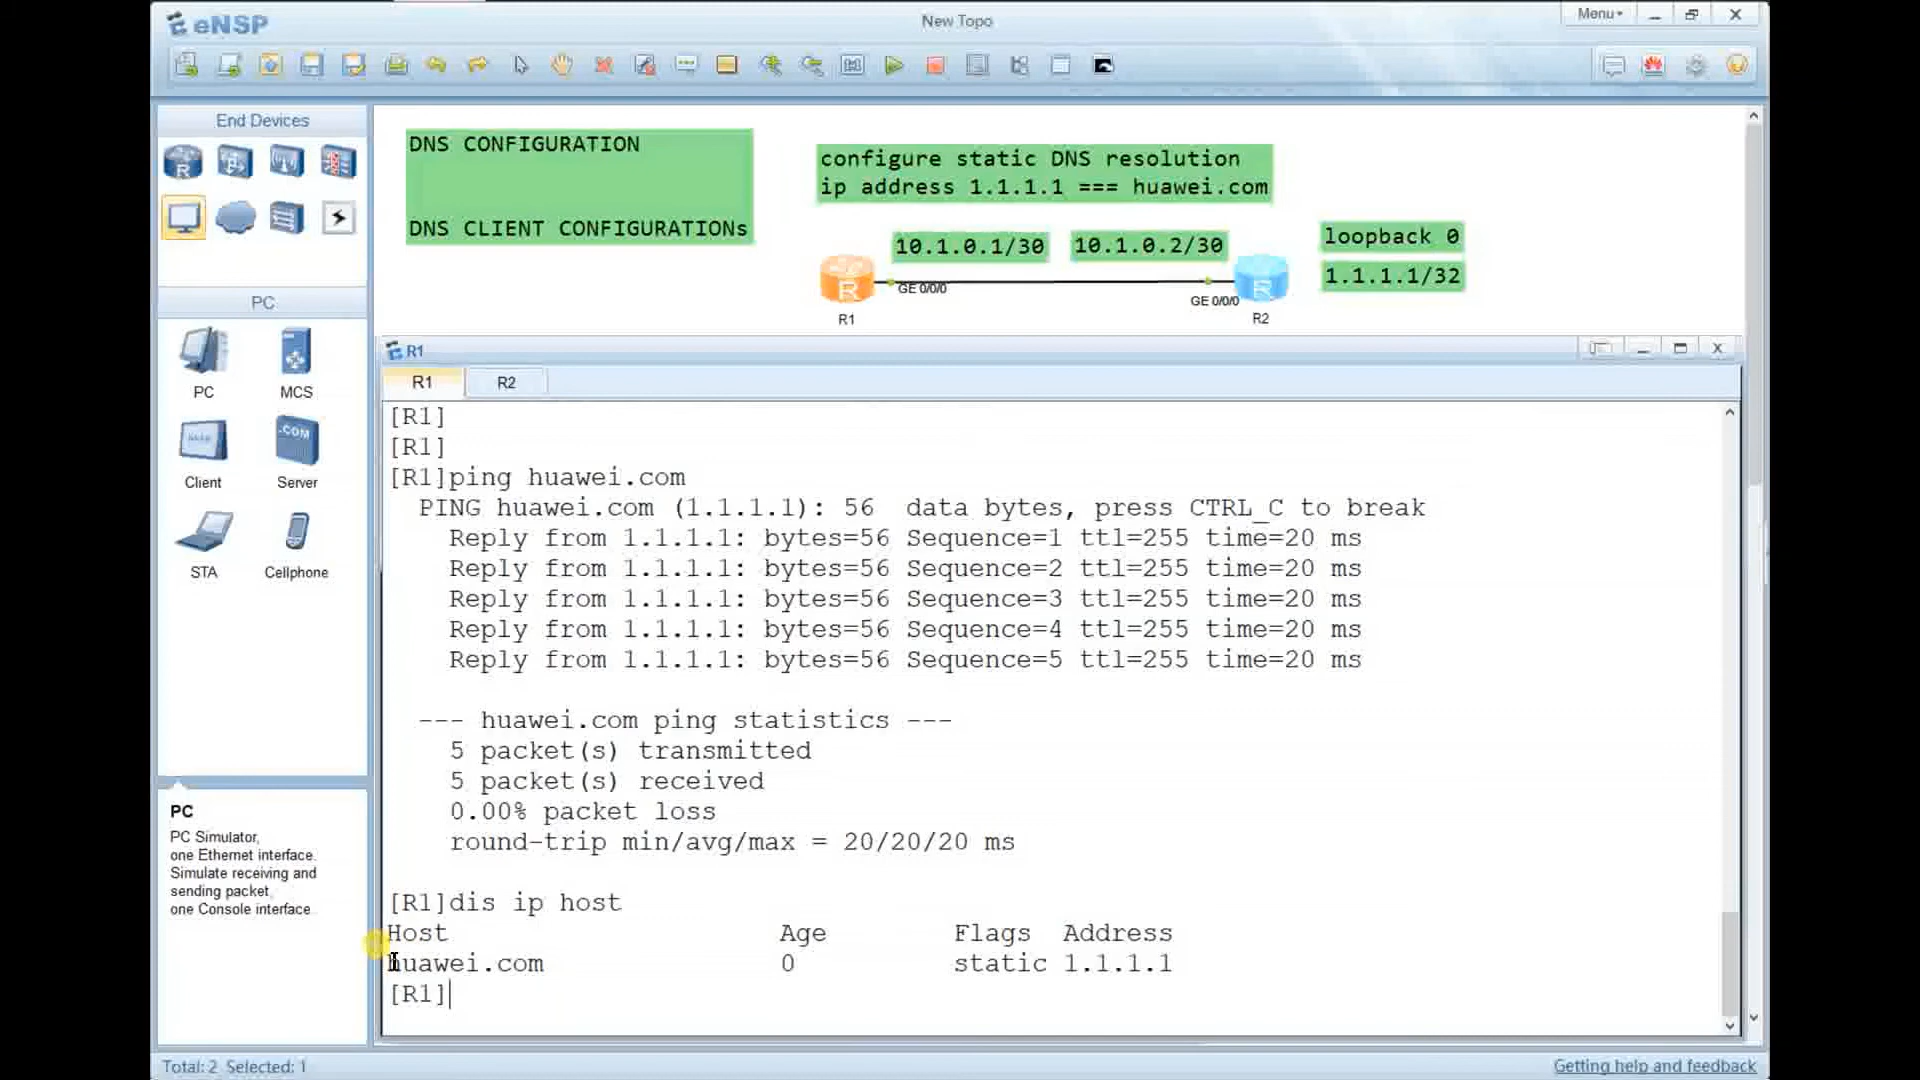 eNSP
New Topo
Menu
End Devices
PC
PC
MCS
Client
Server
STA
Cellphone
PC
PC Simulator,
one Ethernet interface.
Simulate receiving and
sending packet,
one Console interface.
DNS CONFIGURATION
DNS CLIENT CONFIGURATIONs
configure static DNS resolution
ip address 1.1.1.1 === huawei.com
10.1.0.1/30
10.1.0.2/30
loopback 0
1.1.1.1/32
GE 0/0/0
GE 0/0/0
R1
R2
R1
R1 R2
[R1]
[R1]
[R1]ping huawei.com
PING huawei.com (1.1.1.1): 56 data bytes, press CTRL_C to break
Reply from 1.1.1.1: bytes=56 Sequence=1 ttl=255 time=20 ms
Reply from 1.1.1.1: bytes=56 Sequence=2 ttl=255 time=20 ms
Reply from 1.1.1.1: bytes=56 Sequence=3 ttl=255 time=20 ms
Reply from 1.1.1.1: bytes=56 Sequence=4 ttl=255 time=20 ms
Reply from 1.1.1.1: bytes=56 Sequence=5 ttl=255 time=20 ms
--- huawei.com ping statistics ---
5 packet(s) transmitted
5 packet(s) received
0.00% packet loss
round-trip min/avg/max = 20/20/20 ms
[R1]dis ip host
Host Age Flags Address
huawei.com 0 static 1.1.1.1
[R1]
Total: 2 Selected: 1
Getting help and feedback